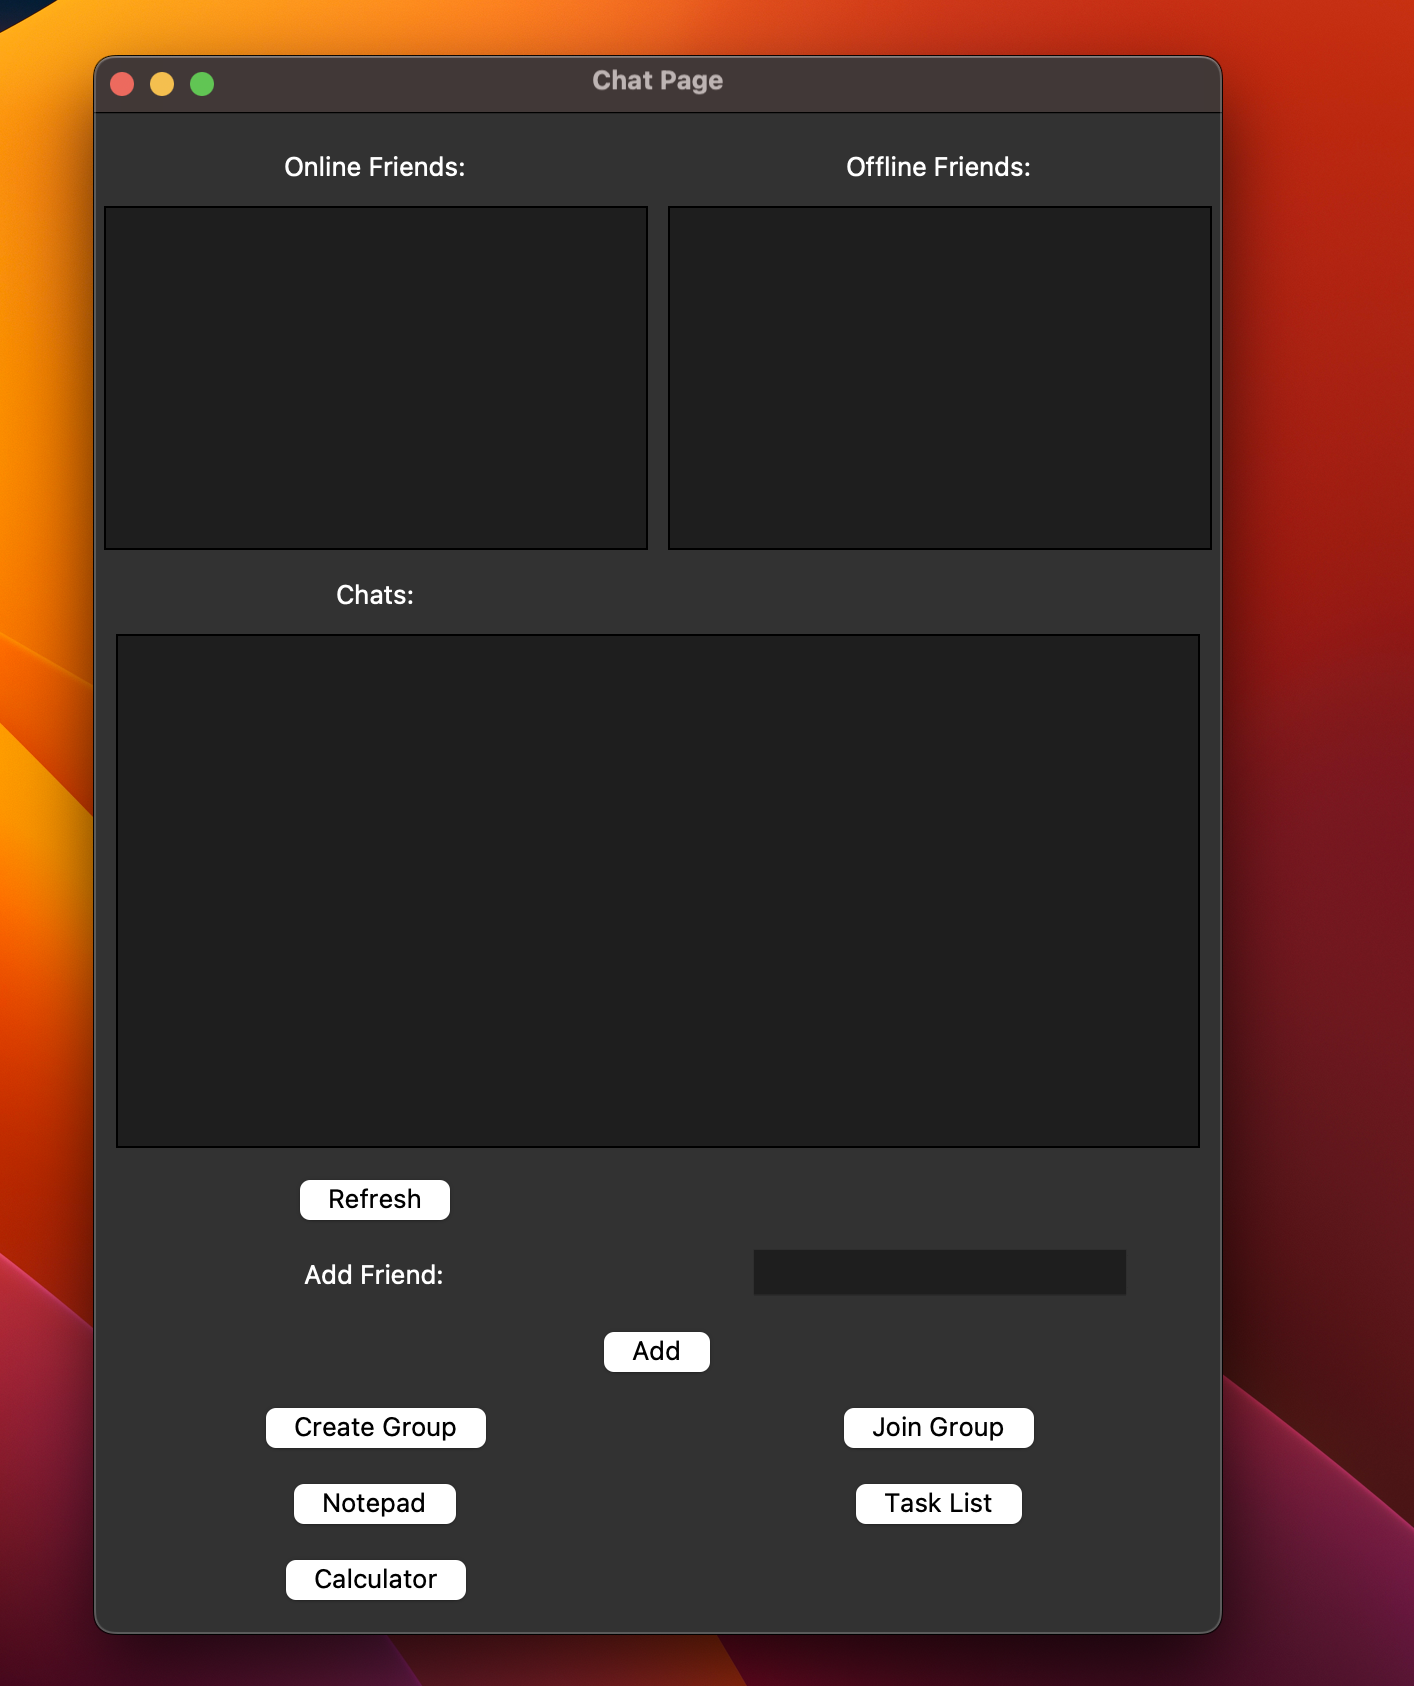 Chat Page
Online Friends:
Offline Friends:
Chats:
Refresh
Add Friend:
Add
Create Group
Join Group
Notepad
Task List
Calculator